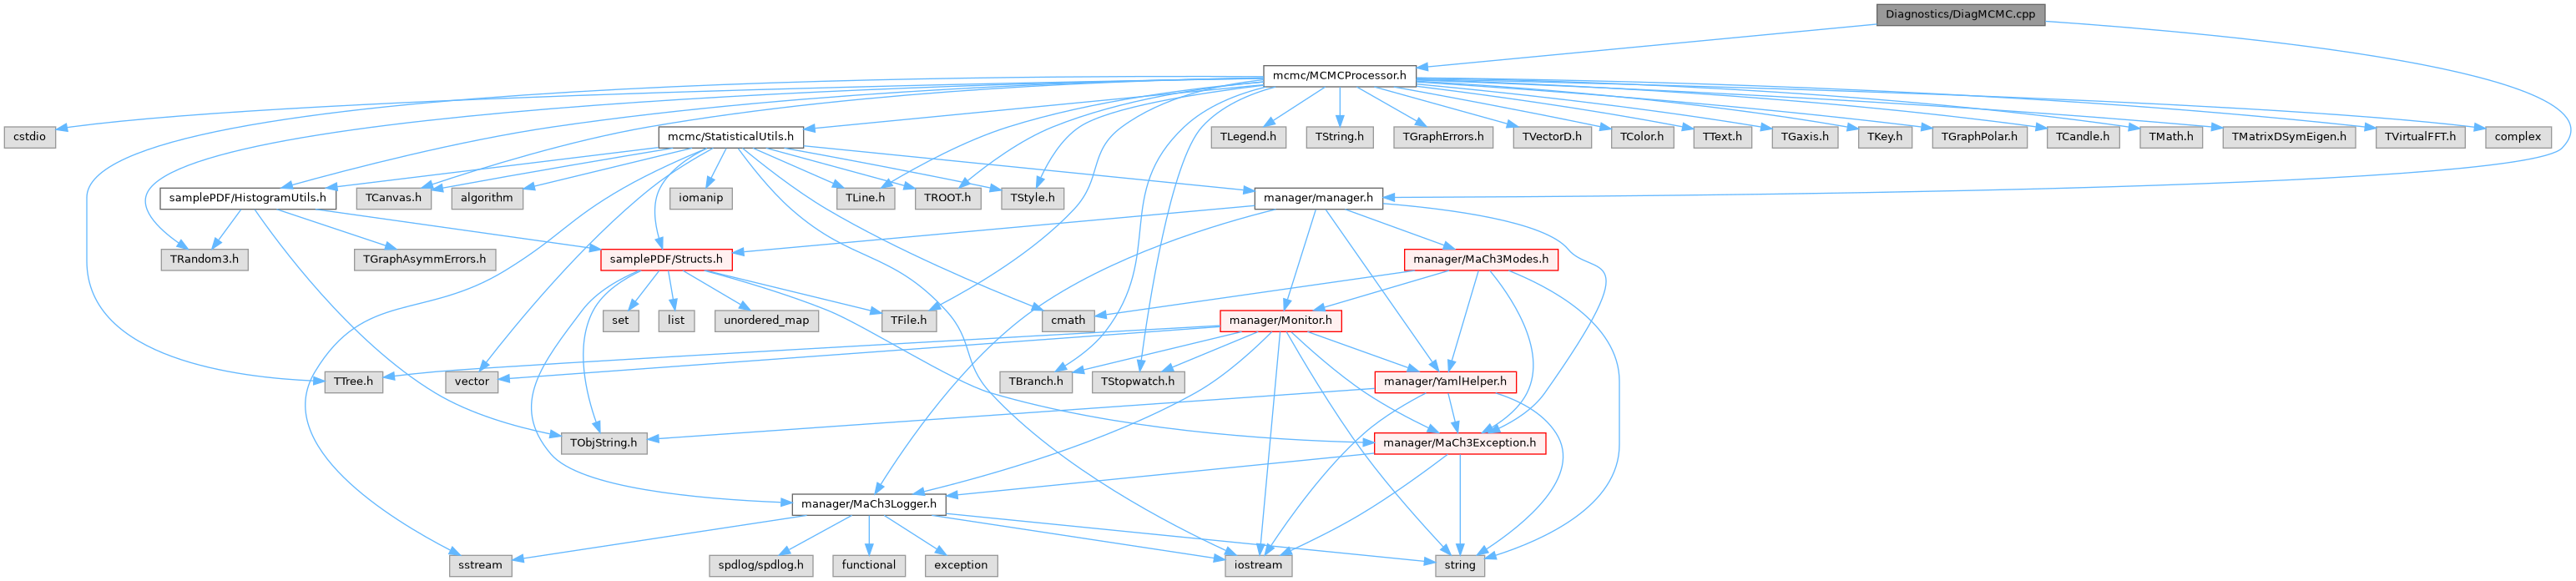 Diagnostics/DiagMCMC.cpp
mcmc/MCMCProcessor.h
cstdio
mcmc/StatisticalUtils.h
TLegend.h
TString.h
TGraphErrors.h
TVectorD.h
TColor.h
TText.h
TGaxis.h
TKey.h
TGraphPolar.h
TCandle.h
TMath.h
TMatrixDSymEigen.h
TVirtualFFT.h
complex
samplePDF/HistogramUtils.h
TCanvas.h
algorithm
iomanip
TLine.h
TROOT.h
TStyle.h
manager/manager.h
TRandom3.h
TGraphAsymmErrors.h
samplePDF/Structs.h
manager/MaCh3Modes.h
set
list
unordered_map
TFile.h
cmath
manager/Monitor.h
TTree.h
vector
TBranch.h
TStopwatch.h
manager/YamlHelper.h
TObjString.h
manager/MaCh3Exception.h
manager/MaCh3Logger.h
sstream
spdlog/spdlog.h
functional
exception
iostream
string